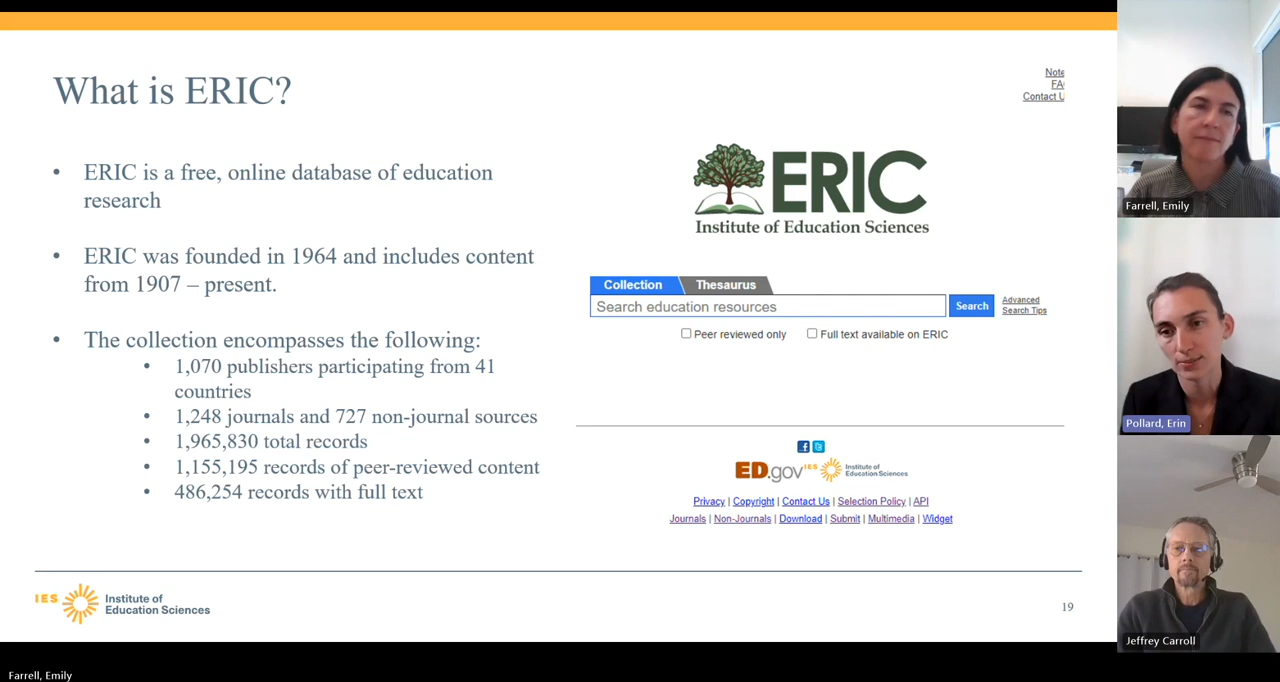 What is ERIC?
• ERIC is a free, online database of education
research
• ERIC was founded in 1964 and includes content
from 1907 – present.
• The collection encompasses the following:
• 1,070 publishers participating from 41
countries
• 1,248 journals and 727 non-journal sources
• 1,965,830 total records
• 1,155,195 records of peer-reviewed content
• 486,254 records with full text
Note
FA
Contact U
ERIC
Institute of Education Sciences
Collection Thesaurus
Search education resources Search
Advanced
Search Tips
Peer reviewed only Full text available on ERIC
ED.gov IES Institute of
Education Sciences
Privacy | Copyright | Contact Us | Selection Policy | API
Journals | Non-Journals | Download | Submit | Multimedia | Widget
IES Institute of
Education Sciences
19
Farrell, Emily
Pollard, Erin
Jeffrey Carroll
Farrell, Emily